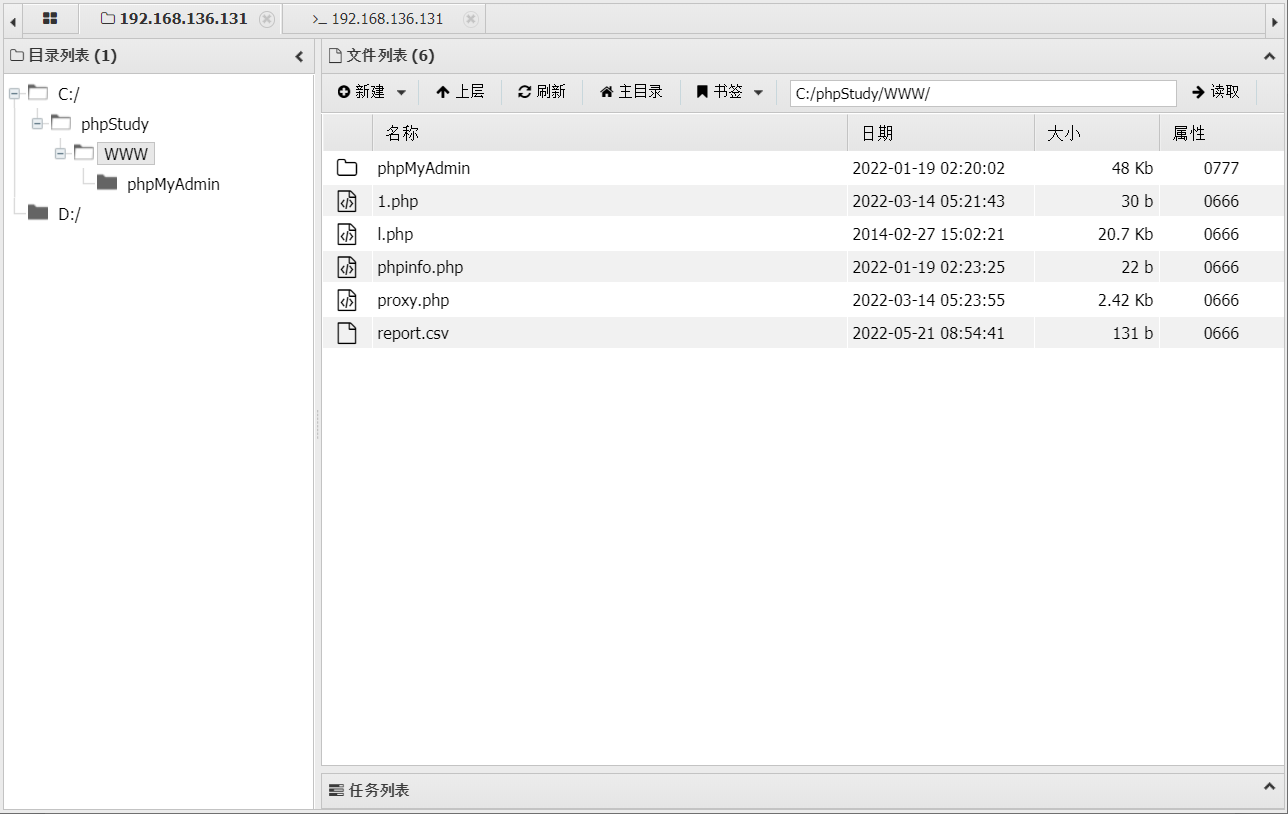 192.168.136.131
>_ 192.168.136.131
目录列表 (1)
C:/
phpStudy
WWW
phpMyAdmin
D:/
文件列表 (6)
新建 上层 刷新 主目录 书签 C:/phpStudy/WWW/ 读取
名称 日期 大小 属性
phpMyAdmin 2022-01-19 02:20:02 48 Kb 0777
1.php 2022-03-14 05:21:43 30 b 0666
l.php 2014-02-27 15:02:21 20.7 Kb 0666
phpinfo.php 2022-01-19 02:23:25 22 b 0666
proxy.php 2022-03-14 05:23:55 2.42 Kb 0666
report.csv 2022-05-21 08:54:41 131 b 0666
任务列表